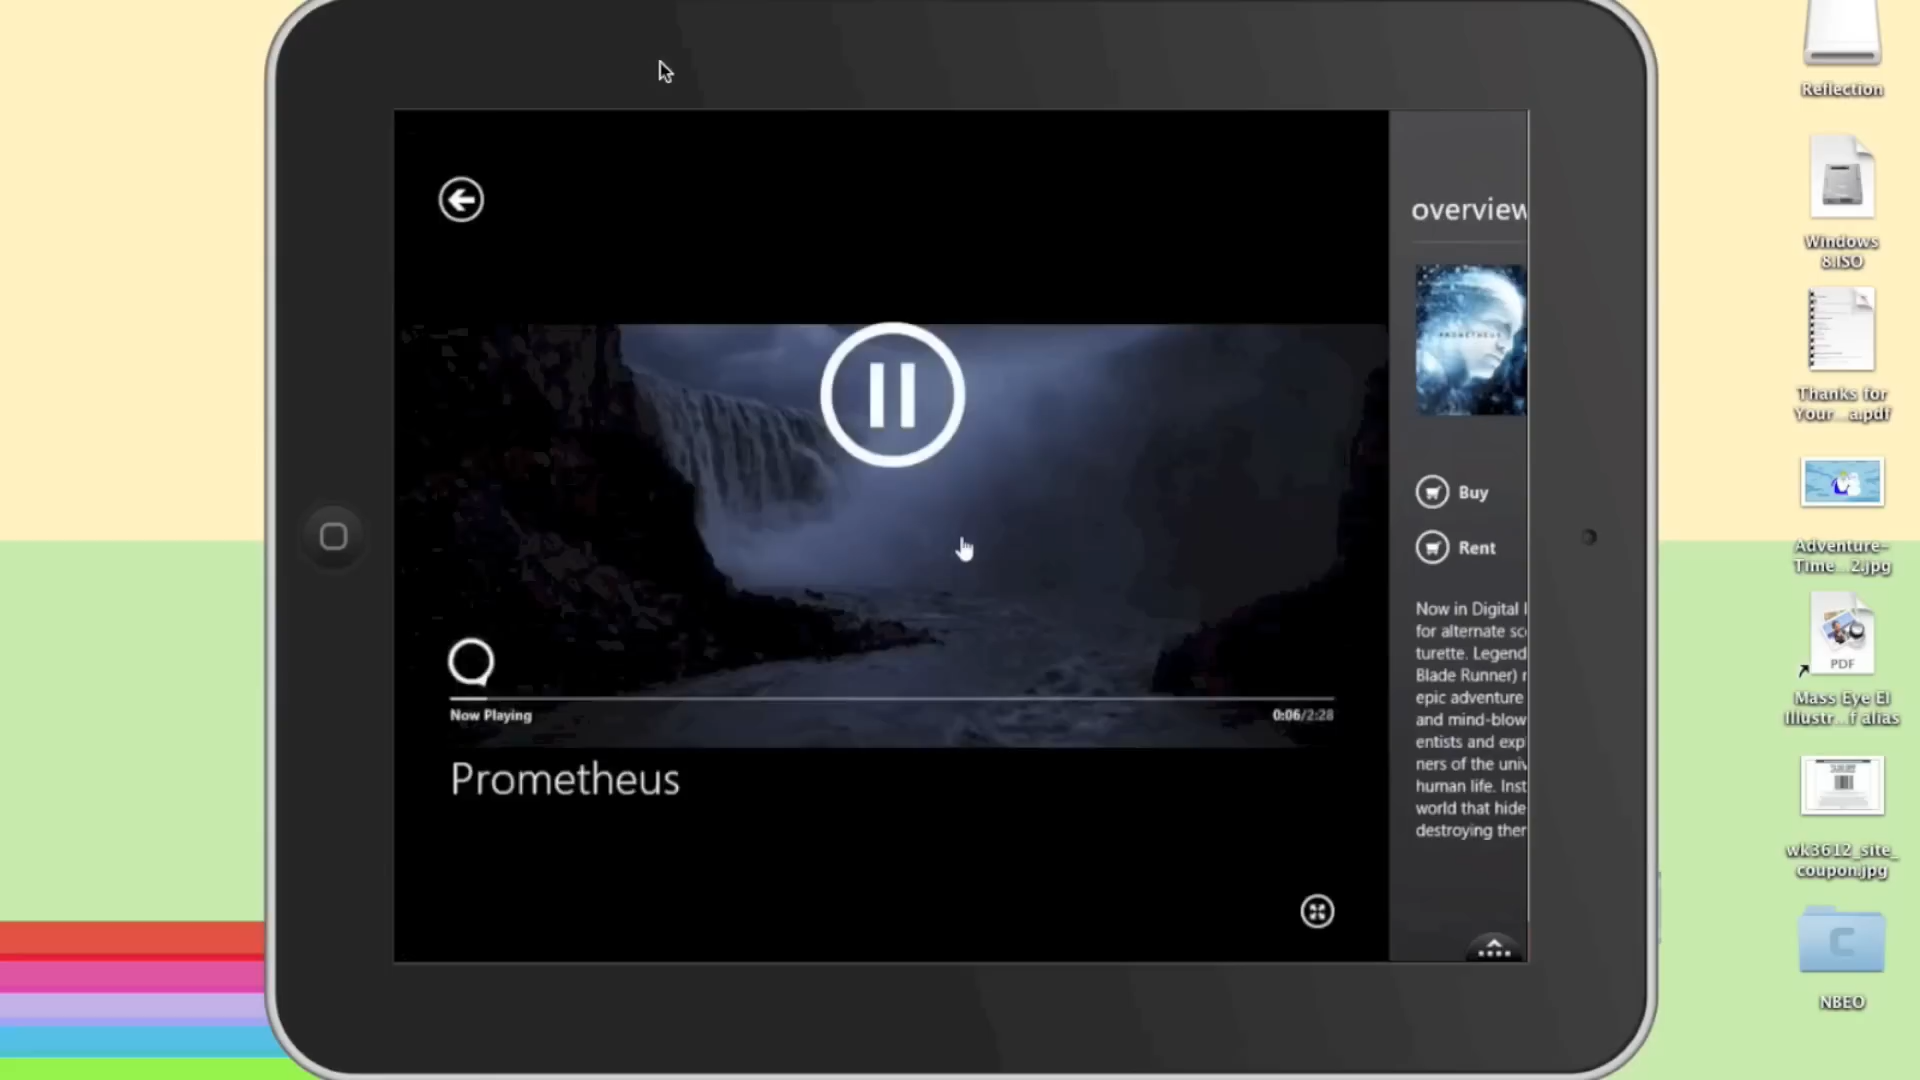 overview
PROMETHEUS
Buy
Rent
Now in Digital
for alternate sc
turette. Legend
Blade Runner) r
epic adventure
and mind-blow
entists and exp
ners of the univ
human life. Inst
world that hide
destroying ther
Now Playing
0:06/2:28
Prometheus
Reflection
Windows
8.ISO
Thanks for
Your...a.pdf
Adventure-
Time...2.jpg
PDF
Mass Eye EI
Illustr...f alias
wk3612_site_
coupon.jpg
NBEO